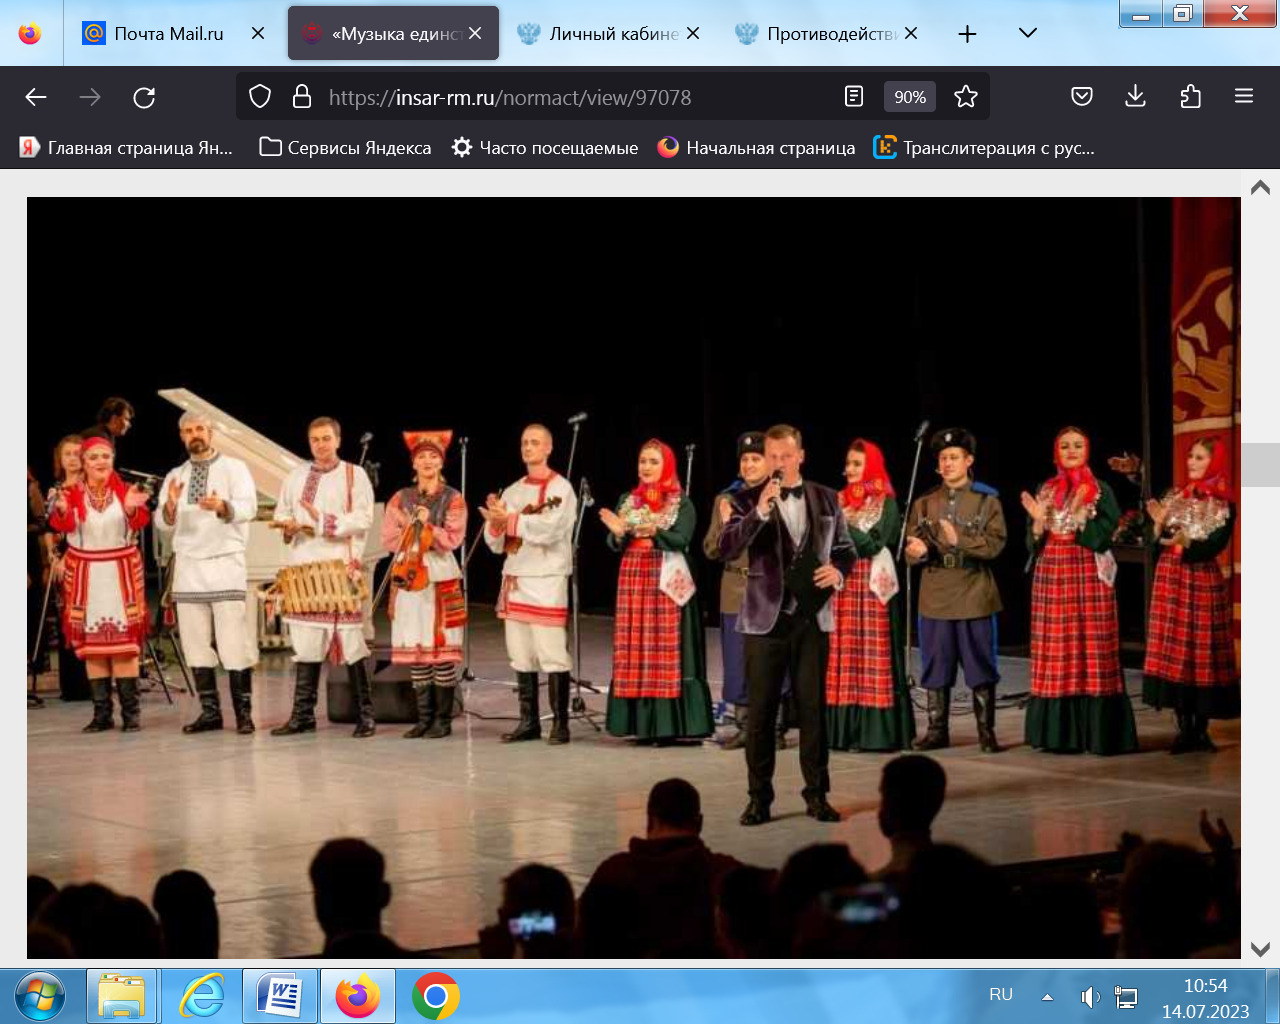 Почта Mail.ru
«Музыка единст
Личный кабине
Противодействи
https://insar-rm.ru/normact/view/97078
90%
Главная страница Ян...
Сервисы Яндекса
Часто посещаемые
Начальная страница
Транслитерация с рус...
RU
10:54
14.07.2023